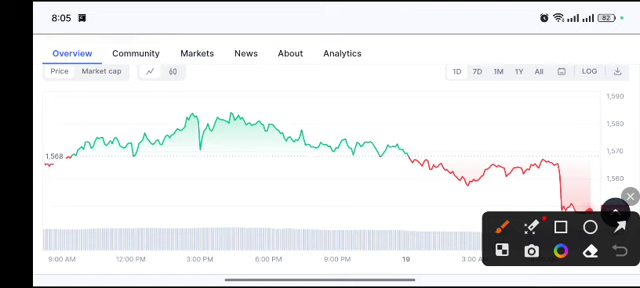 8:05 82
Overview Community Markets News About Analytics
Price Market cap 1D 7D 1M 1Y All LOG
1,590
1,580
1,570
1,568
1,560
9:00 AM 12:00 PM 3:00 PM 6:00 PM 9:00 PM 19 3:00 AM